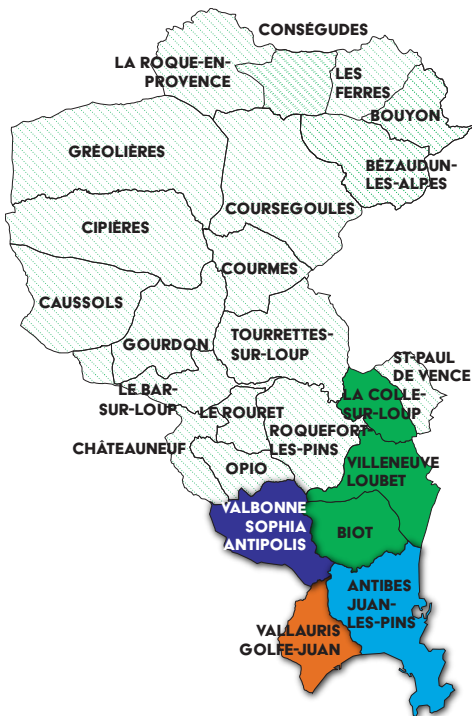 CONSÉGUDES
LA ROQUE-EN-
PROVENCE
LES
FERRES
BOUYON
GRÉOLIÈRES
BÉZAUDUN-
LES-ALPES
COURSEGOULES
CIPIÈRES
COURMES
CAUSSOLS
GOURDON
TOURRETTES-
SUR-LOUP
ST-PAUL
DE VENCE
LE BAR-
SUR-LOUP
LA COLLE-
SUR-LOUP
LE ROURET
ROQUEFORT-
LES-PINS
CHÂTEAUNEUF
OPIO
VILLENEUVE
LOUBET
VALBONNE
SOPHIA
ANTIPOLIS
BIOT
ANTIBES
JUAN-
LES-PINS
VALLAURIS
GOLFE-JUAN